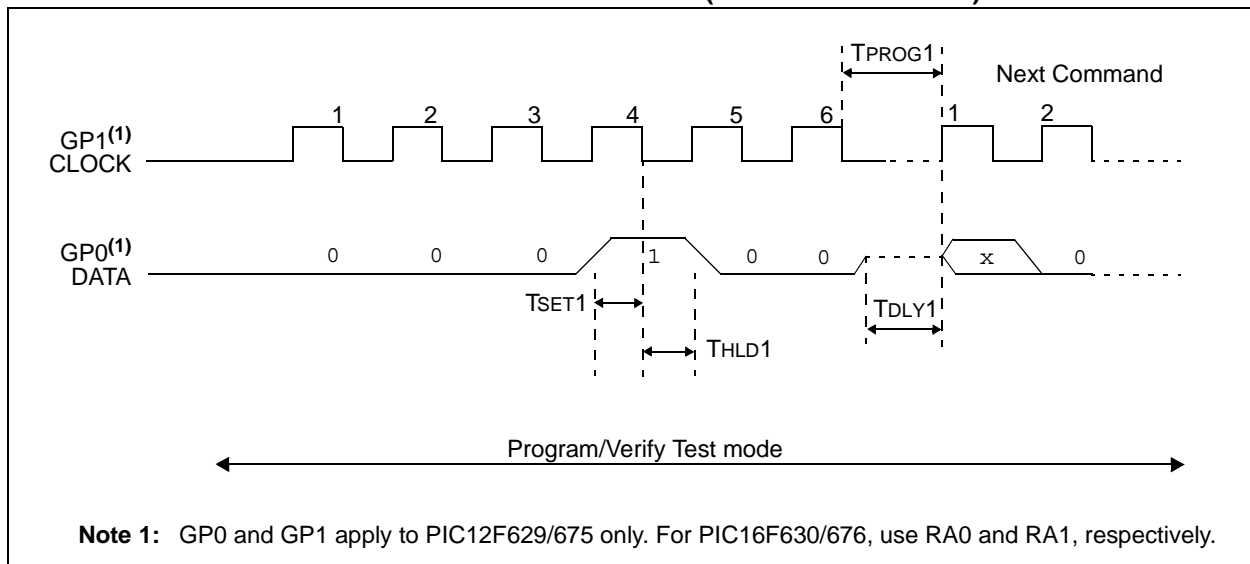 TPROG1
Next Command
1 2 3 4 5 6 1 2
GP1(1)
CLOCK
GP0(1)
DATA
0 0 0 1 0 0 x 0
TSET1
TDLY1
THLD1
Program/Verify Test mode
Note 1: GP0 and GP1 apply to PIC12F629/675 only. For PIC16F630/676, use RA0 and RA1, respectively.